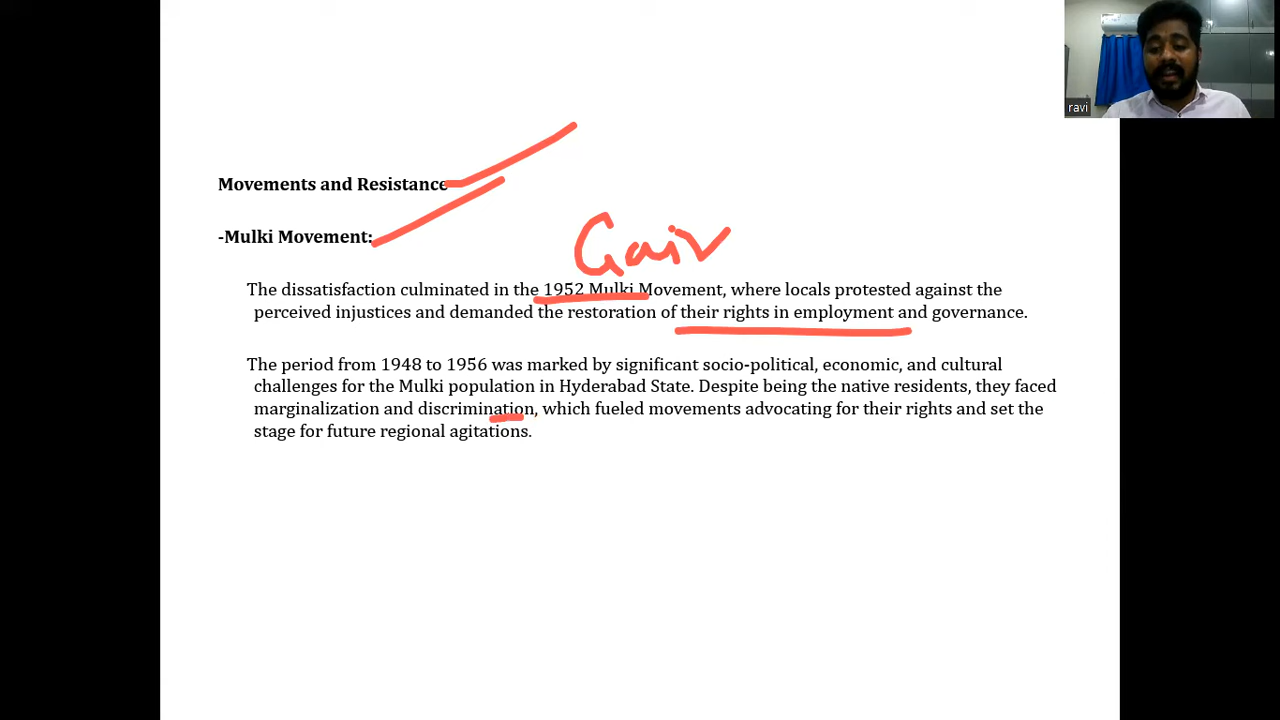 ravi
Movements and Resistance
-Mulki Movement:
Gair
The dissatisfaction culminated in the 1952 Mulki Movement, where locals protested against the
perceived injustices and demanded the restoration of their rights in employment and governance.
The period from 1948 to 1956 was marked by significant socio-political, economic, and cultural
challenges for the Mulki population in Hyderabad State. Despite being the native residents, they faced
marginalization and discrimination, which fueled movements advocating for their rights and set the
stage for future regional agitations.